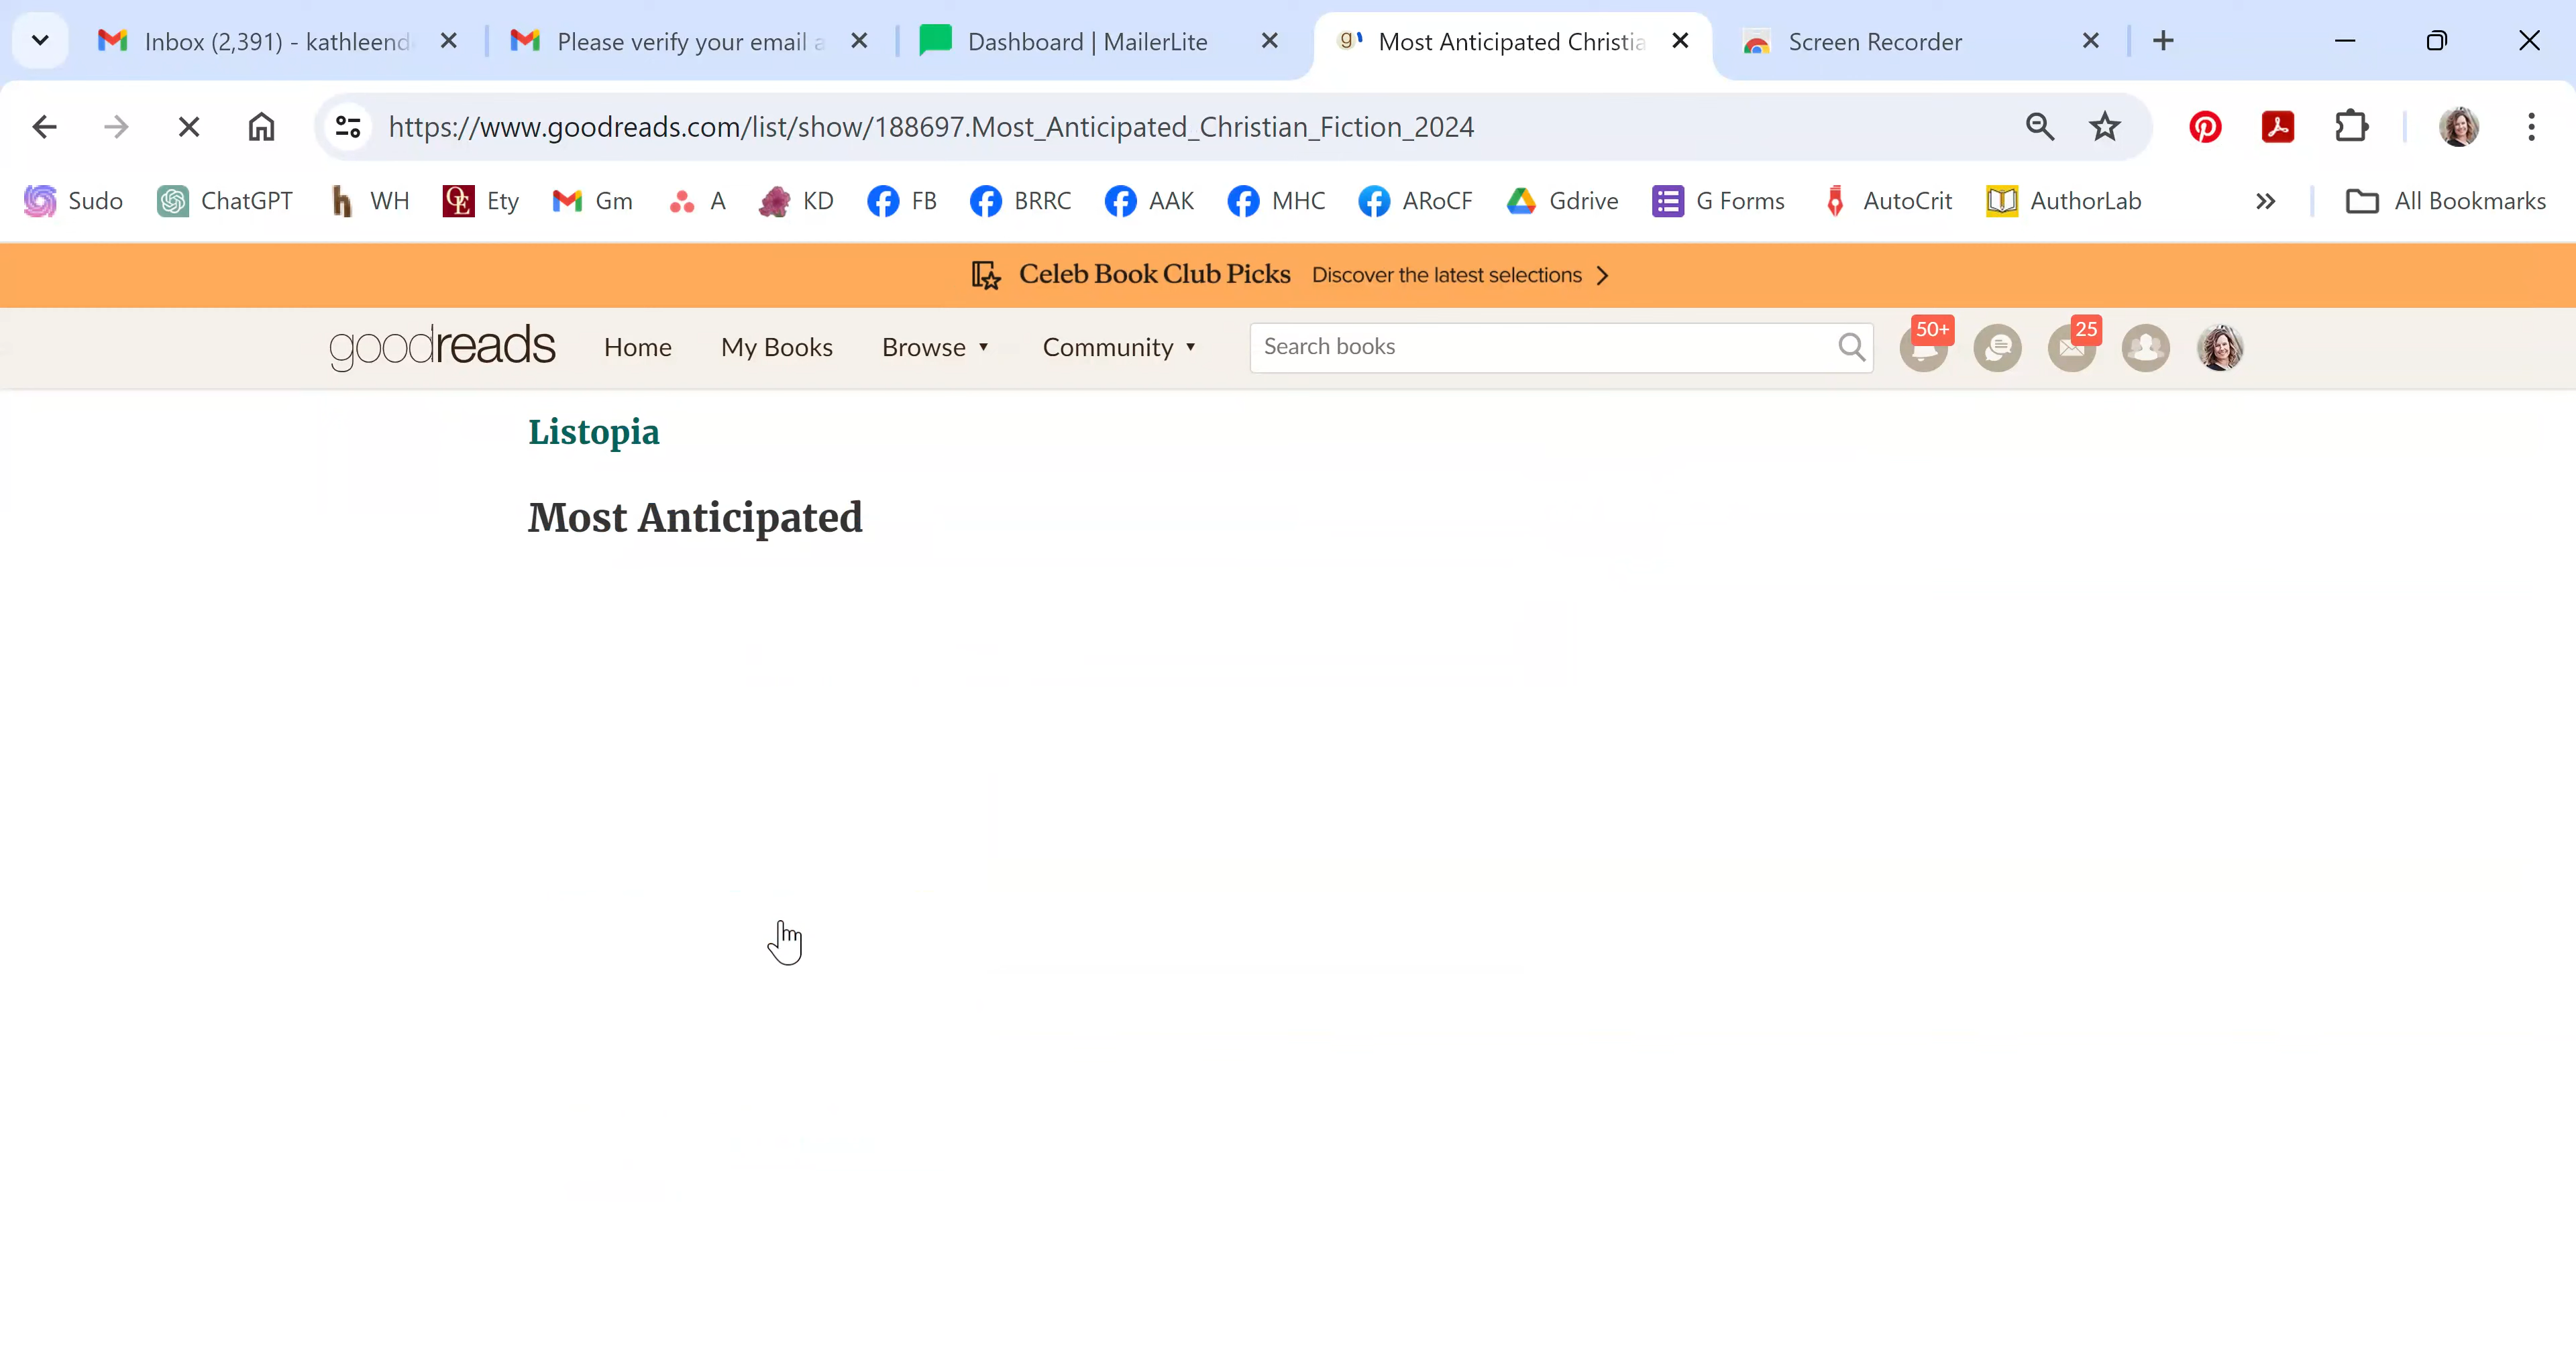 Inbox (2,391) - kathleend
Please verify your email a
Dashboard | MailerLite
Most Anticipated Christia
Screen Recorder
https://www.goodreads.com/list/show/188697.Most_Anticipated_Christian_Fiction_2024
Sudo
ChatGPT
WH
Ety
Gm
A
KD
FB
BRRC
AAK
MHC
ARoCF
Gdrive
G Forms
AutoCrit
AuthorLab
All Bookmarks
Celeb Book Club Picks Discover the latest selections
goodreads
Home
My Books
Browse
Community
Search books
50+
25
Listopia
Most Anticipated